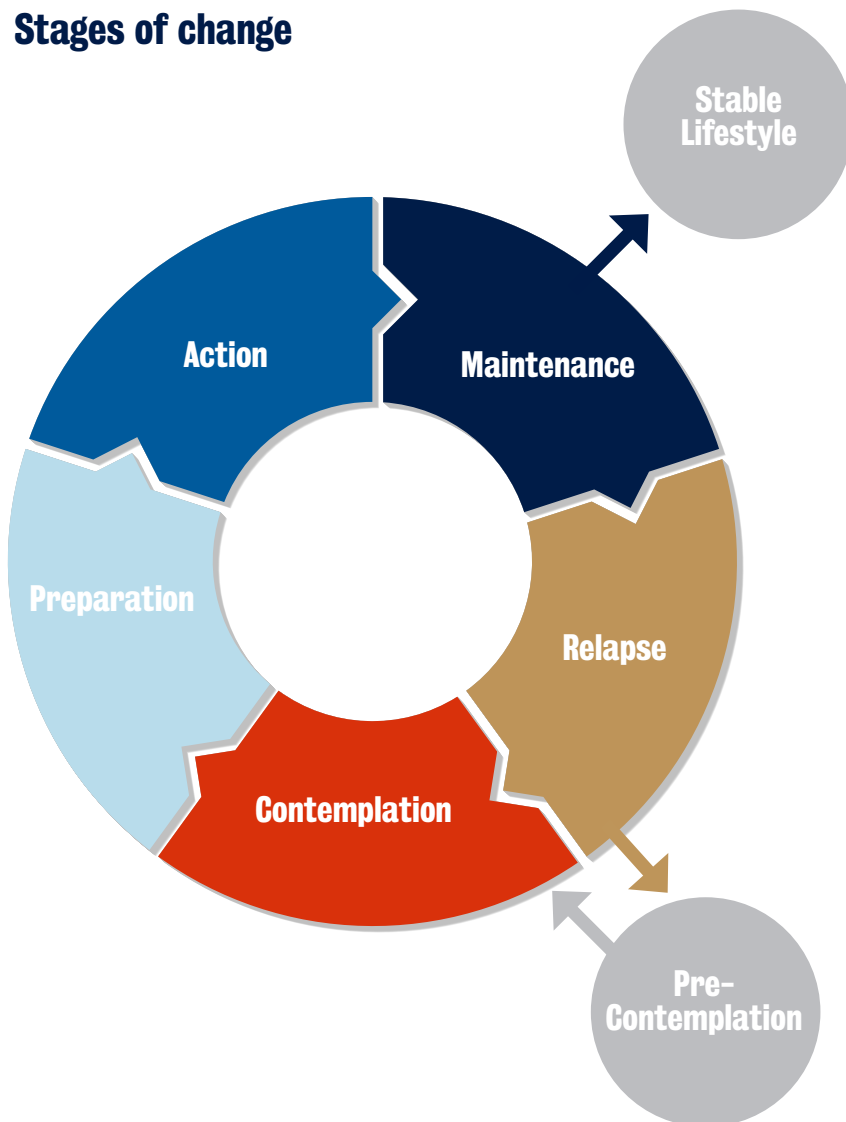 Stages of change
Stable
Lifestyle
Action
Maintenance
Preparation
Relapse
Contemplation
Pre-
Contemplation